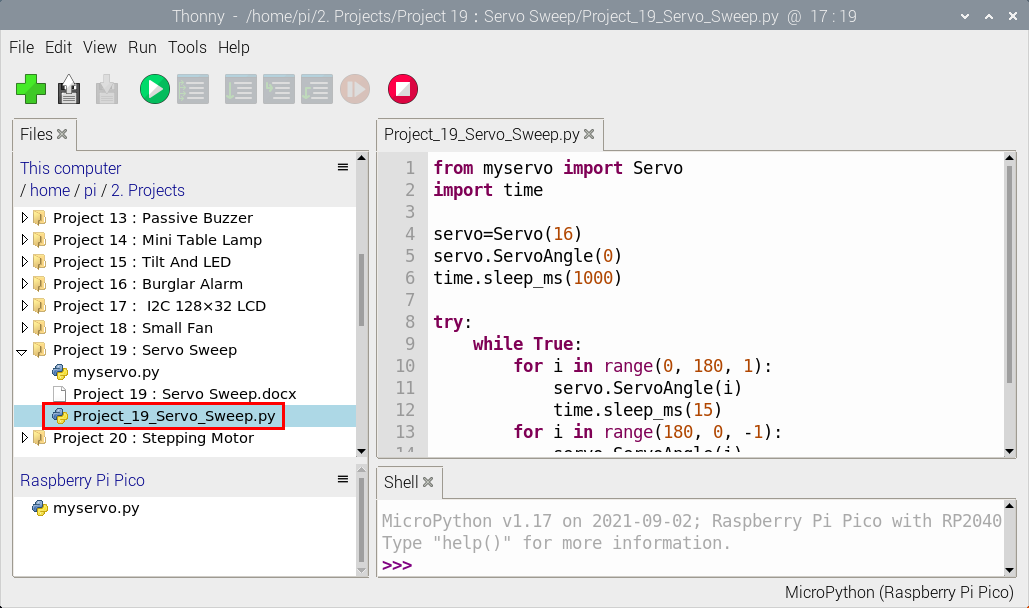 Thonny - /home/pi/2. Projects/Project 19 : Servo Sweep/Project_19_Servo_Sweep.py @ 17 : 19
File Edit View Run Tools Help
Files
This computer
/ home / pi / 2. Projects
Project 13 : Passive Buzzer
Project 14 : Mini Table Lamp
Project 15 : Tilt And LED
Project 16 : Burglar Alarm
Project 17 : I2C 128×32 LCD
Project 18 : Small Fan
Project 19 : Servo Sweep
myservo.py
Project 19 : Servo Sweep.docx
Project_19_Servo_Sweep.py
Project 20 : Stepping Motor
Raspberry Pi Pico
myservo.py
Project_19_Servo_Sweep.py
1 from myservo import Servo
2 import time
3
4 servo=Servo(16)
5 servo.ServoAngle(0)
6 time.sleep_ms(1000)
7
8 try:
9     while True:
10         for i in range(0, 180, 1):
11             servo.ServoAngle(i)
12             time.sleep_ms(15)
13         for i in range(180, 0, -1):
14             servo.ServoAngle(i)
Shell
MicroPython v1.17 on 2021-09-02; Raspberry Pi Pico with RP2040
Type "help()" for more information.
>>>
MicroPython (Raspberry Pi Pico)